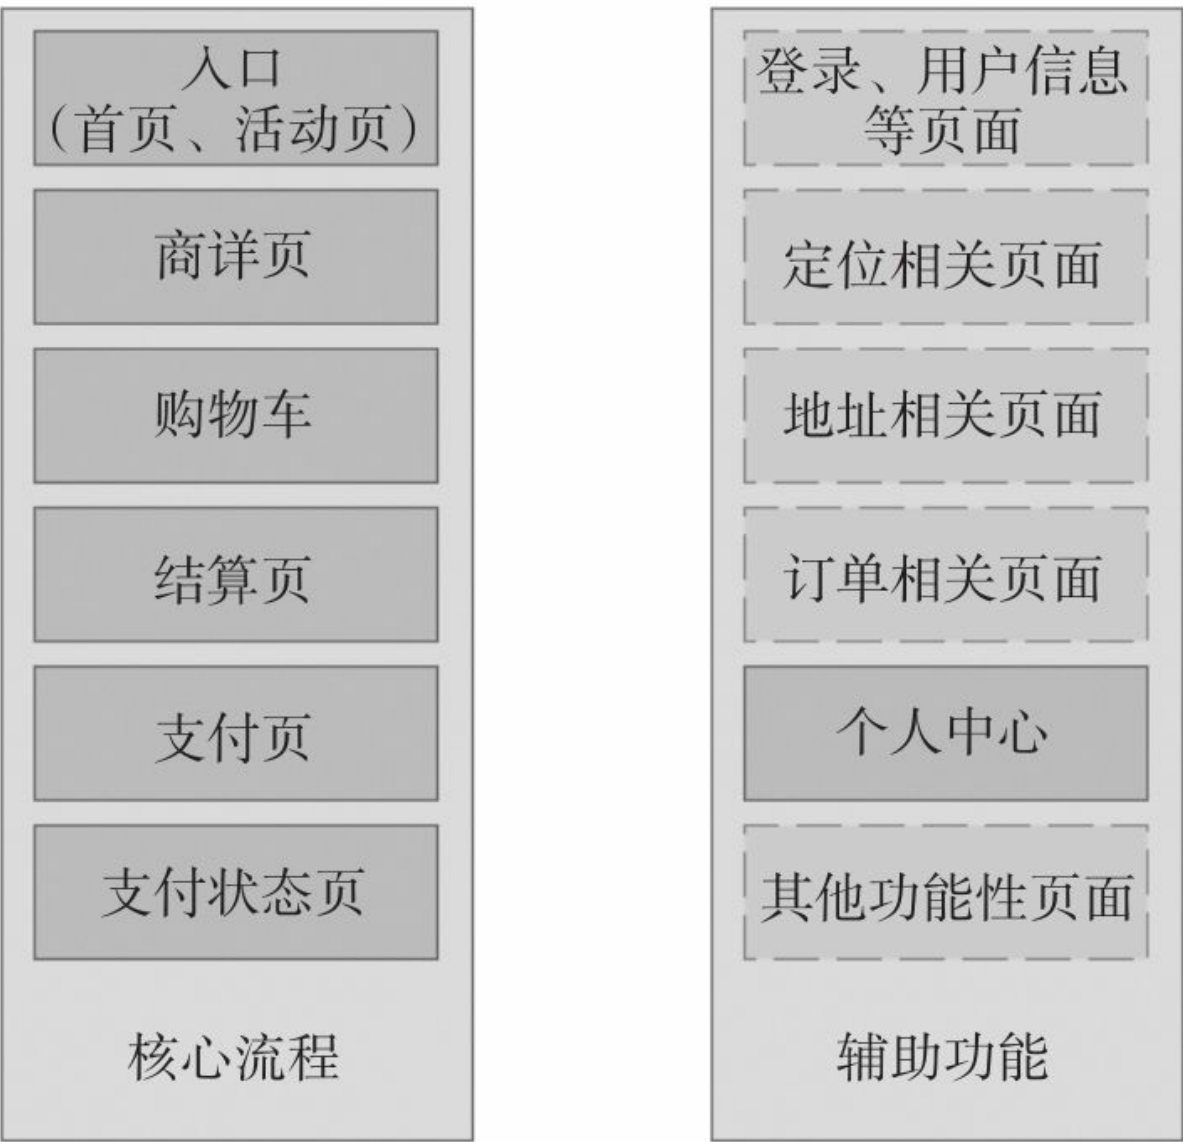 入口
（首页、活动页）
商详页
购物车
结算页
支付页
支付状态页
核心流程
登录、用户信息
等页面
定位相关页面
地址相关页面
订单相关页面
个人中心
其他功能性页面
辅助功能